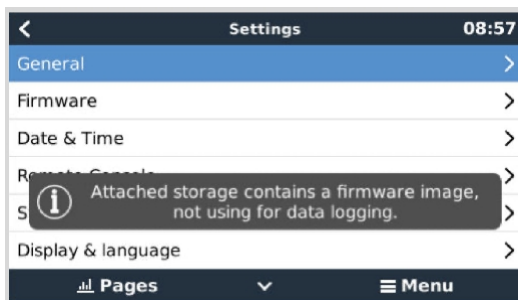 Settings 08:57
General
Firmware
Date & Time
Attached storage contains a firmware image,
not using for data logging.
Display & language
Pages Menu